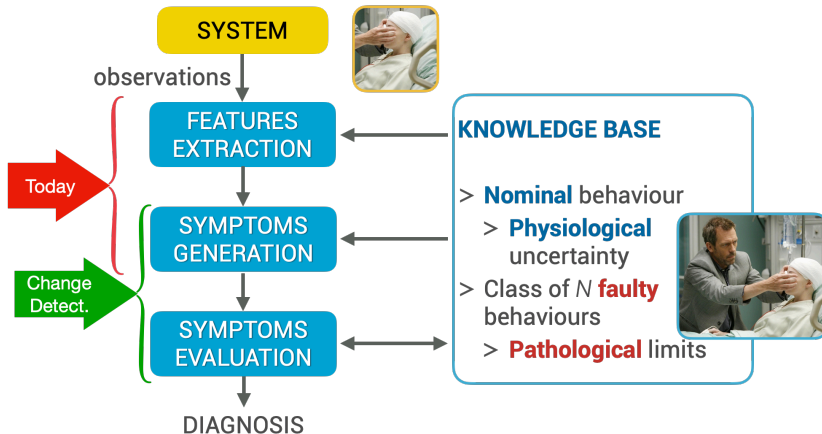 SYSTEM
observations
FEATURES
EXTRACTION
KNOWLEDGE BASE
Today
> Nominal behaviour
SYMPTOMS
GENERATION
> Physiological
uncertainty
Change
Detect.
> Class of N faulty
behaviours
SYMPTOMS
EVALUATION
> Pathological limits
DIAGNOSIS